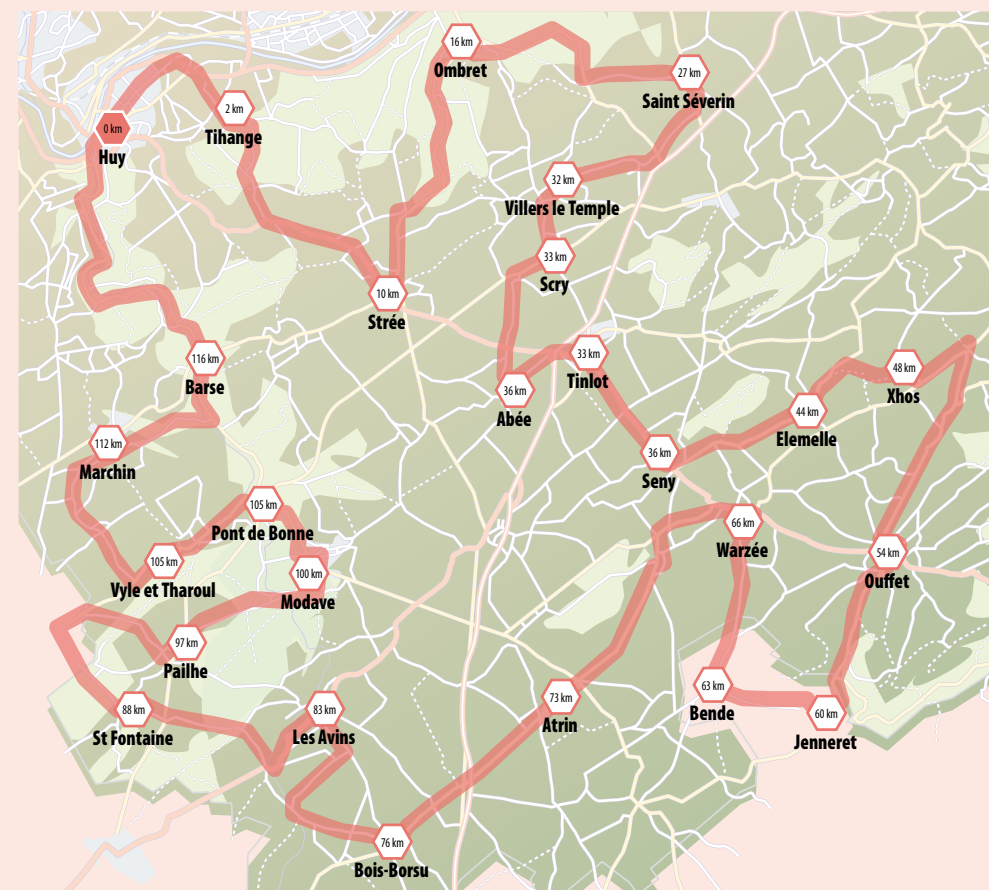 16 km
Ombret
27 km
Saint Séverin
2 km
Tihange
0 km
Huy
32 km
Villers le Temple
33 km
Scry
10 km
Strée
33 km
Tinlot
116 km
Barse
48 km
Xhos
36 km
Abée
44 km
Elemelle
112 km
Marchin
36 km
Seny
105 km
Pont de Bonne
66 km
Warzée
54 km
Ouffet
105 km
Vyle et Tharoul
100 km
Modave
97 km
Pailhe
63 km
Bende
73 km
Atrin
88 km
St Fontaine
83 km
Les Avins
60 km
Jenneret
76 km
Bois-Borsu